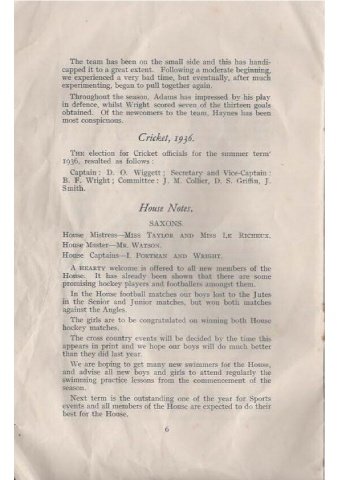 The team has been on the small side and this has handi-
capped it to a great extent. Following a moderate beginning,
we experienced a very bad time, but eventually, after much
experimenting, began to pull together again.
Throughout the season, Adams has impressed by his play
in defence, whilst Wright scored seven of the thirteen goals
obtained. Of the newcomers to the team, Haynes has been
most conspicuous.
Cricket, 1936.
THE election for Cricket officials for the summer term
1936, resulted as follows :
Captain : D. O. Wiggett ; Secretary and Vice-Captain :
B. F. Wright ; Committee : J. M. Collier, D. S. Griffin, J.
Smith.
House Notes.
SAXONS.
House Mistress—MISS TAYLOR AND MISS LE RICHEUX.
House Master—MR. WATSON.
House Captains—I. PORTMAN AND WRIGHT.
A HEARTY welcome is offered to all new members of the
House. It has already been shown that there are some
promising hockey players and footballers amongst them.
In the House football matches our boys lost to the Jutes
in the Senior and Junior matches, but won both matches
against the Angles.
The girls are to be congratulated on winning both House
hockey matches.
The cross country events will be decided by the time this
appears in print and we hope our boys will do much better
than they did last year.
We are hoping to get many new swimmers for the House,
and advise all new boys and girls to attend regularly the
swimming practice lessons from the commencement of the
season.
Next term is the outstanding one of the year for Sports
events and all members of the House are expected to do their
best for the House.
6